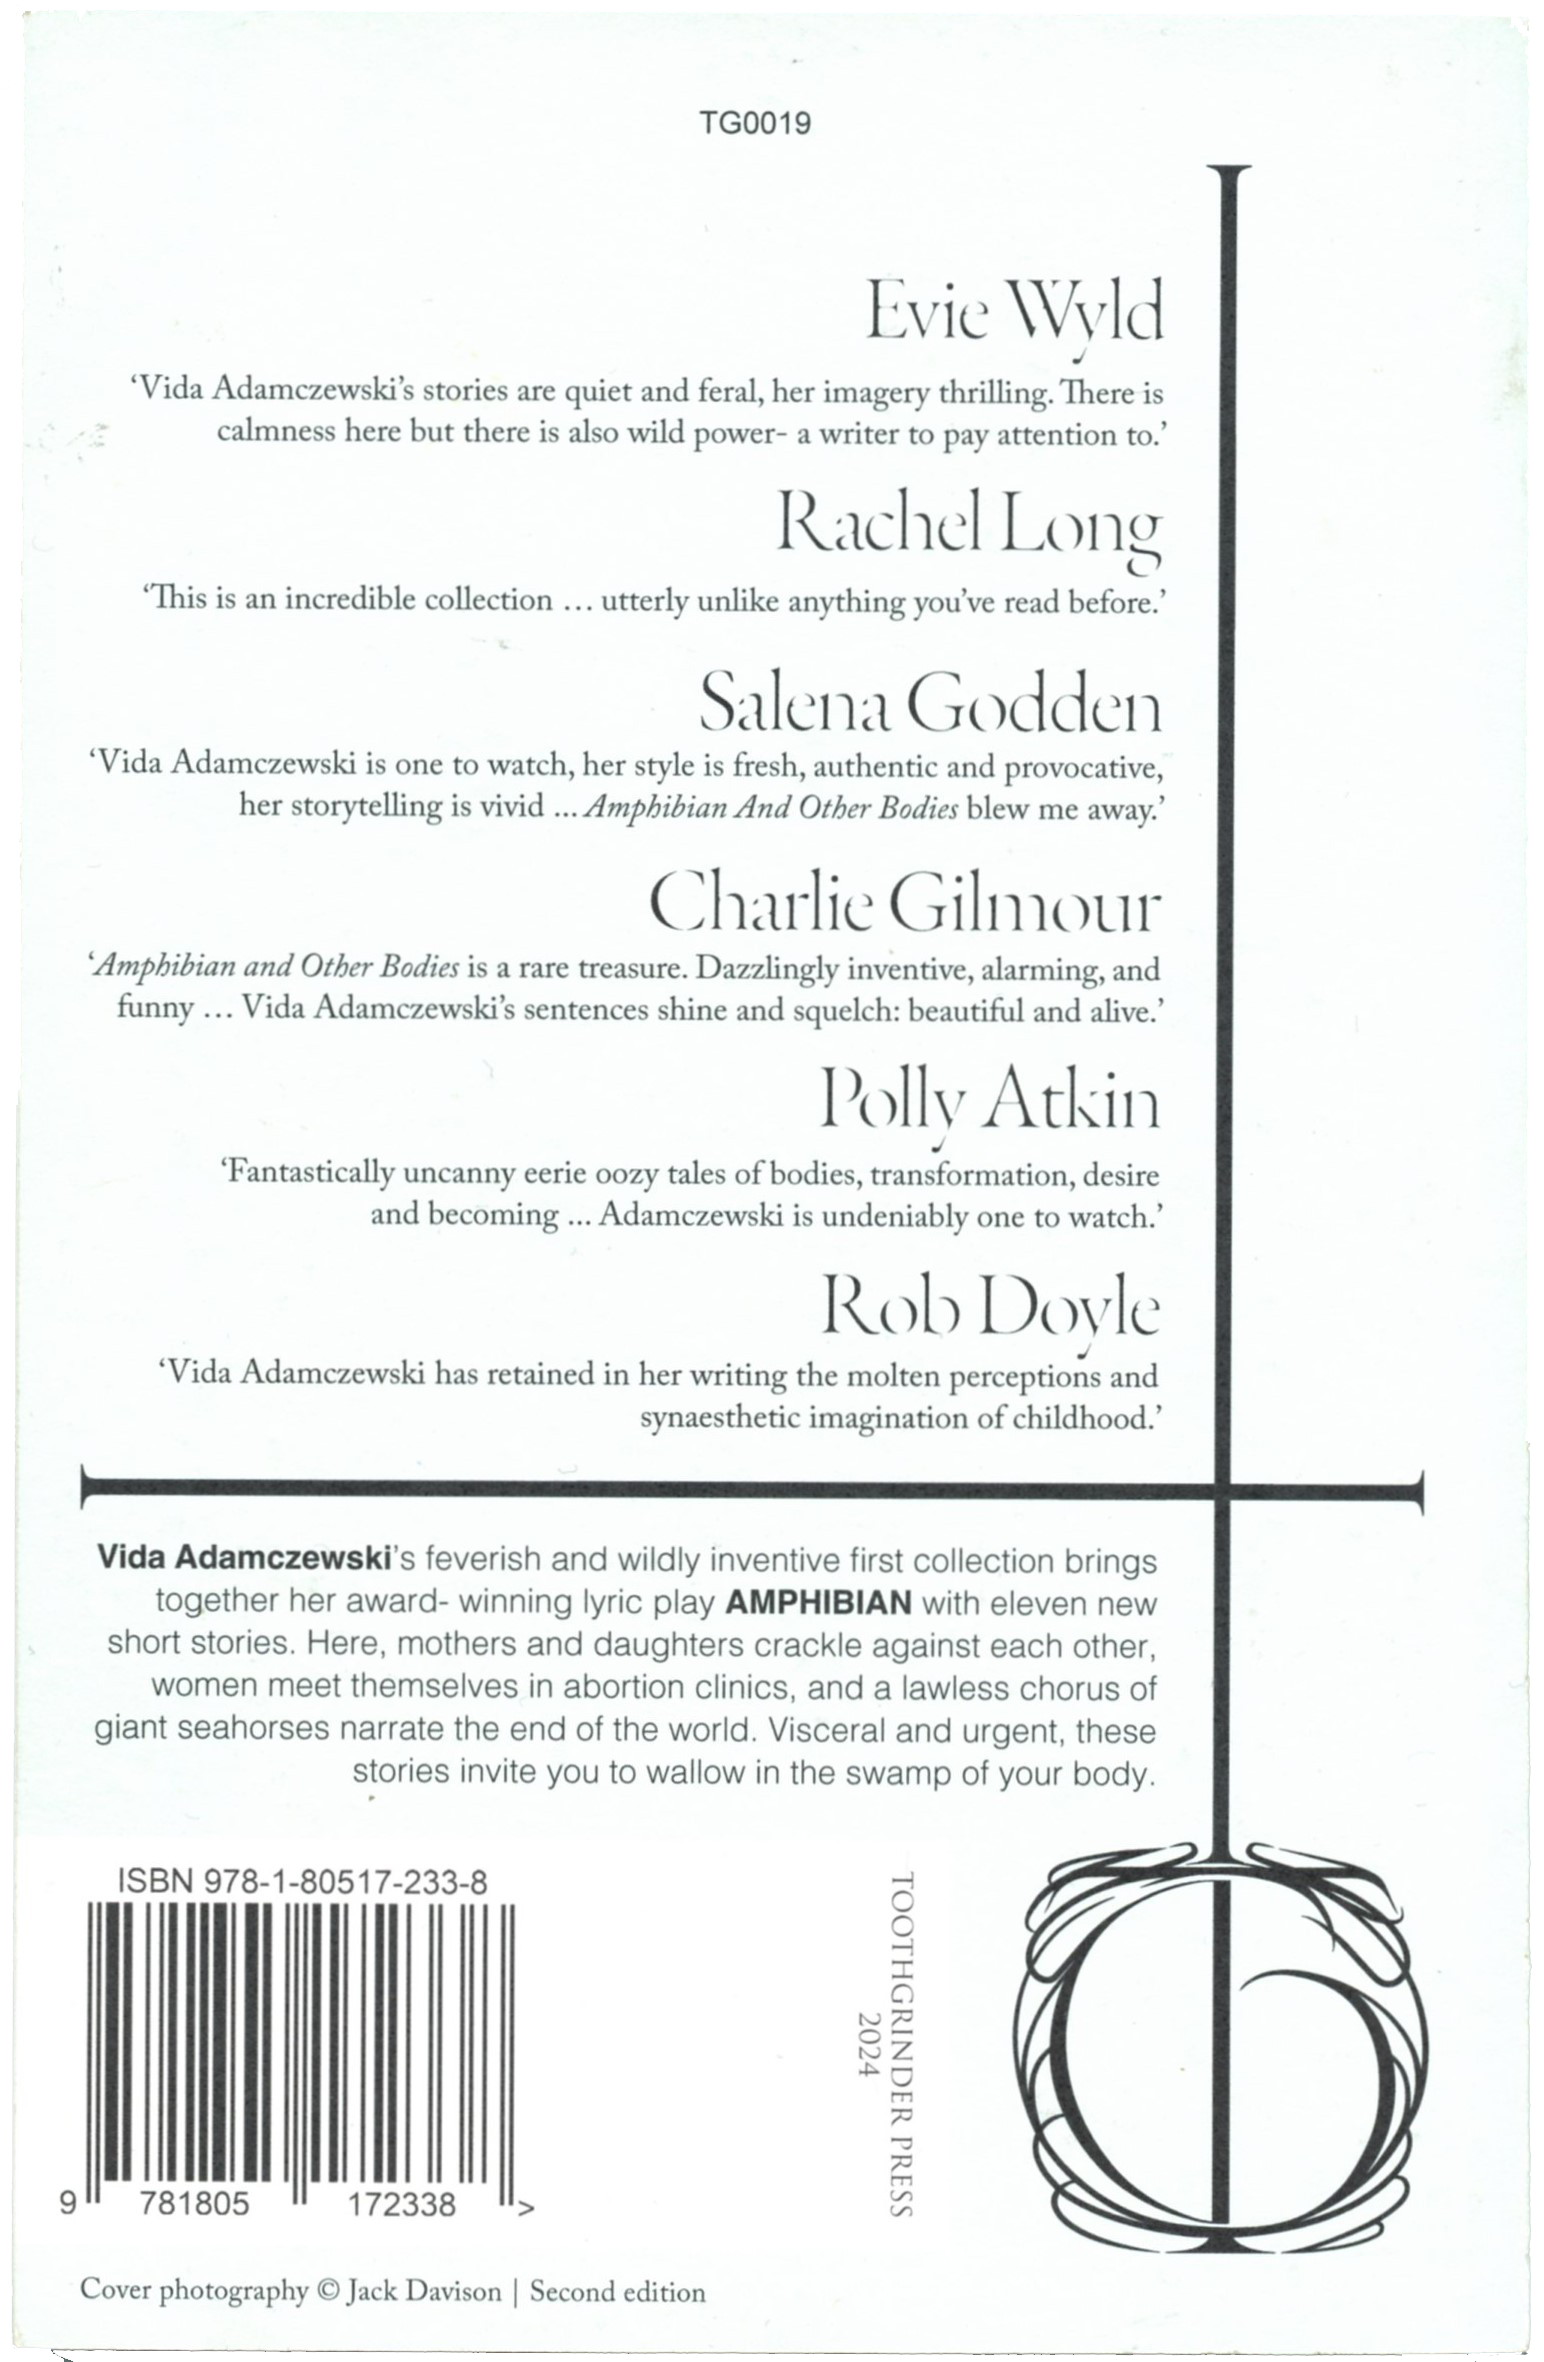 TG0019
Evie Wyld
‘Vida Adamczewski’s stories are quiet and feral, her imagery thrilling. There is
calmness here but there is also wild power- a writer to pay attention to.’
Rachel Long
‘This is an incredible collection … utterly unlike anything you’ve read before.’
Salena Godden
‘Vida Adamczewski is one to watch, her style is fresh, authentic and provocative,
her storytelling is vivid ... Amphibian And Other Bodies blew me away.’
Charlie Gilmour
‘Amphibian and Other Bodies is a rare treasure. Dazzlingly inventive, alarming, and
funny … Vida Adamczewski’s sentences shine and squelch: beautiful and alive.’
Polly Atkin
‘Fantastically uncanny eerie oozy tales of bodies, transformation, desire
and becoming ... Adamczewski is undeniably one to watch.’
Rob Doyle
‘Vida Adamczewski has retained in her writing the molten perceptions and
synaesthetic imagination of childhood.’
Vida Adamczewski's feverish and wildly inventive first collection brings
together her award- winning lyric play AMPHIBIAN with eleven new
short stories. Here, mothers and daughters crackle against each other,
women meet themselves in abortion clinics, and a lawless chorus of
giant seahorses narrate the end of the world. Visceral and urgent, these
stories invite you to wallow in the swamp of your body.
ISBN 978-1-80517-233-8
9 781805 172338 >
TOOTHGRINDER PRESS
2024
Cover photography © Jack Davison | Second edition